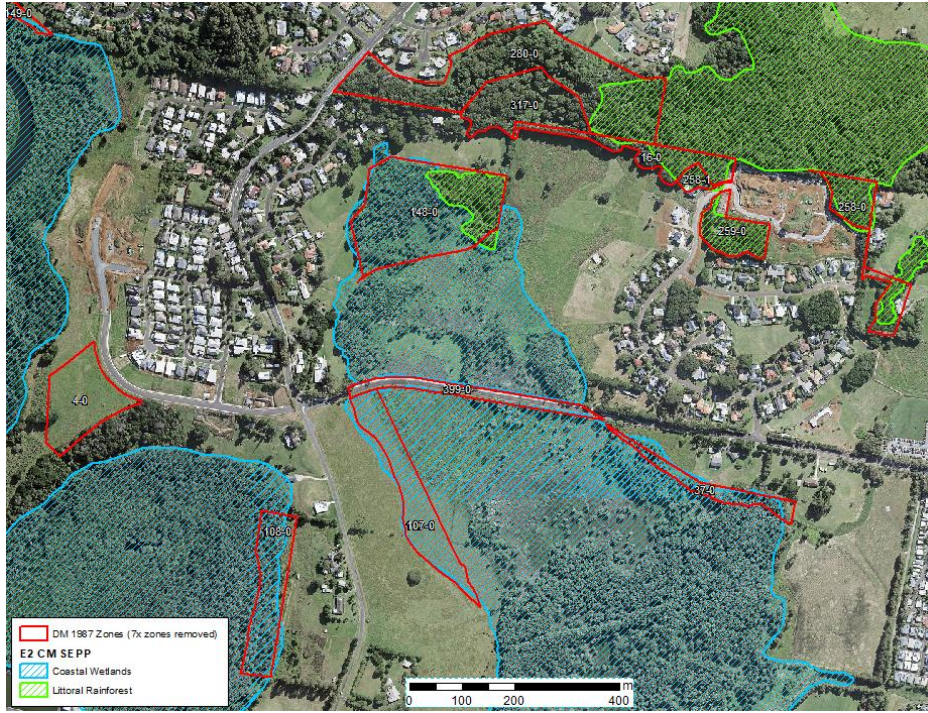 149-0
280-0
317-0
16-0
258-1
148-0
258-0
259-0
399-0
4-0
37-0
107-0
108-0
DM 1987 Zones (7x zones removed)
E2 CM SEPP
Coastal Wetlands
Littoral Rainforest
m
0 100 200 400